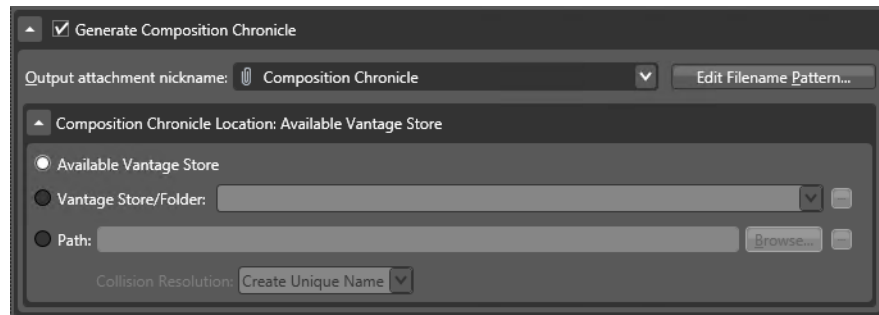 Generate Composition Chronicle
Output attachment nickname: Composition Chronicle Edit Filename Pattern...
Composition Chronicle Location: Available Vantage Store
Available Vantage Store
Vantage Store/Folder:
Path: Browse...
Collision Resolution: Create Unique Name